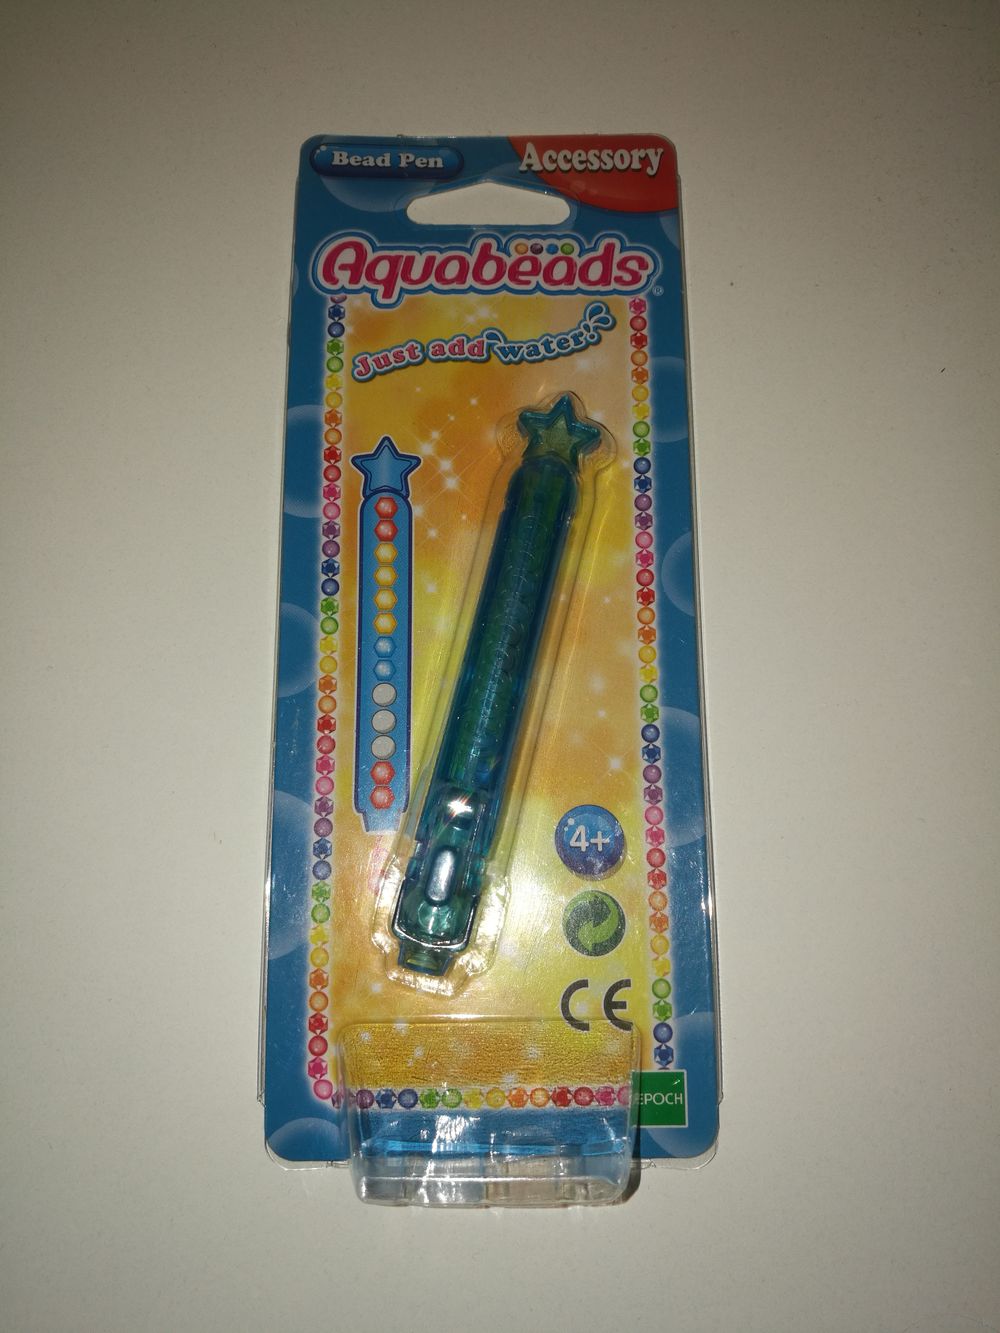 Bead Pen
Accessory
Aquabeads®
Just add water!
4+
CE
EPOCH